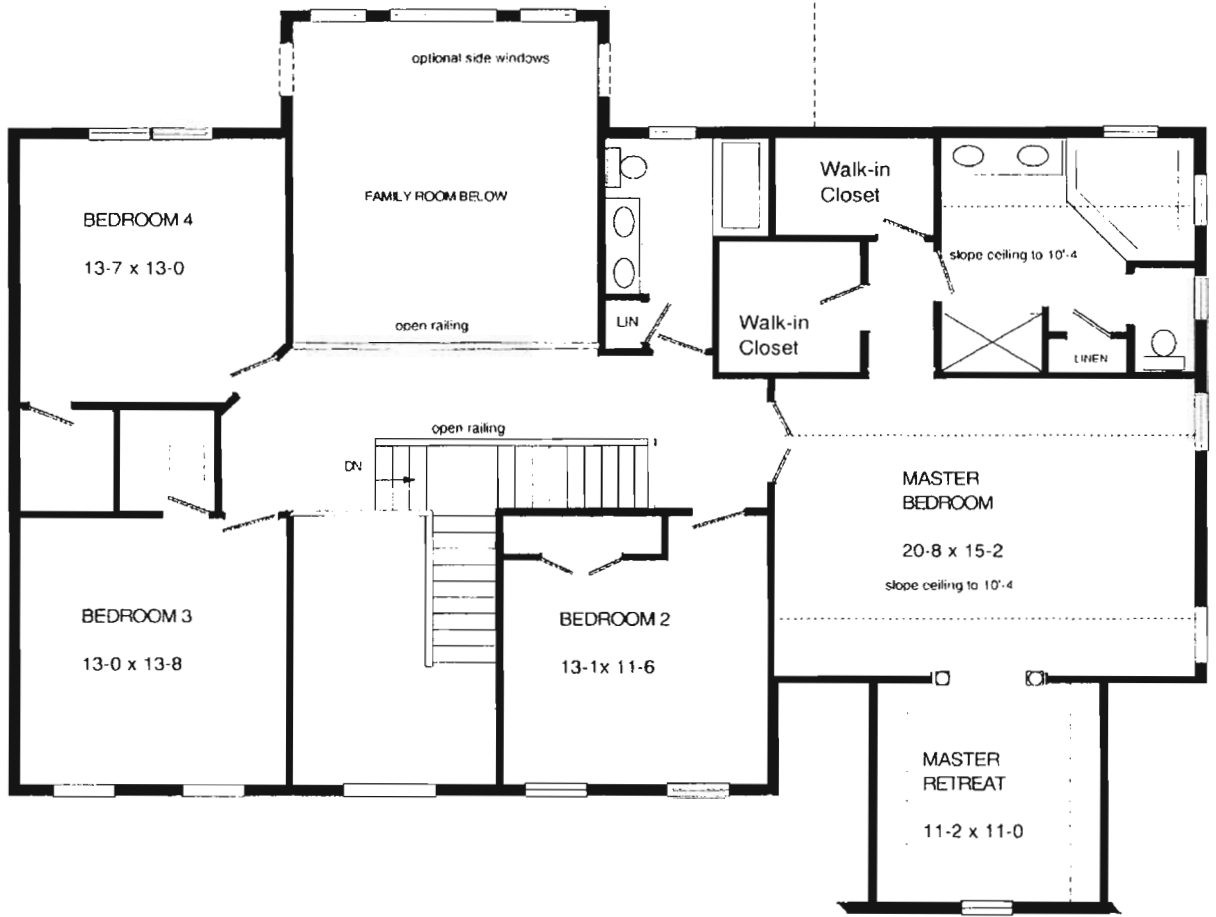 optional side windows
FAMILY ROOM BELOW
open railing
BEDROOM 4
13-7 x 13-0
LIN
Walk-in
Closet
Walk-in
Closet
slope ceiling to 10'-4
LINEN
open railing
DN
MASTER
BEDROOM
20-8 x 15-2
slope ceiling to 10'-4
BEDROOM 3
13-0 x 13-8
BEDROOM 2
13-1x 11-6
MASTER
RETREAT
11-2 x 11-0